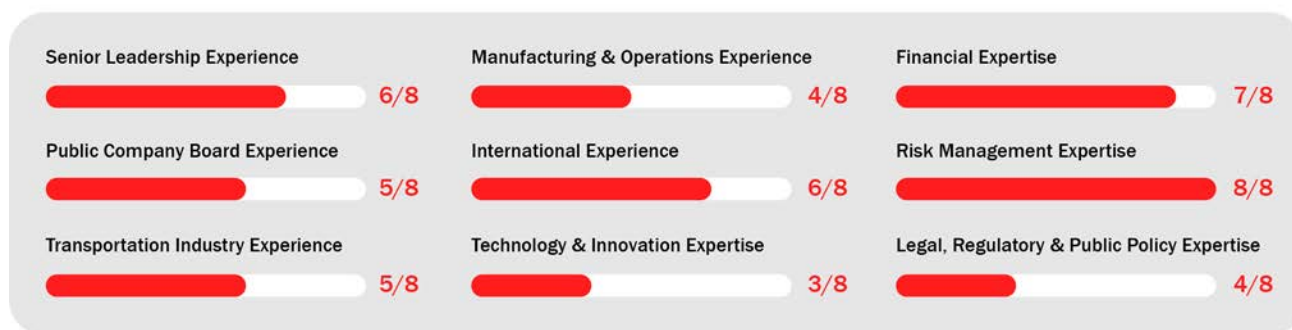 Senior Leadership Experience
6/8
Manufacturing & Operations Experience
4/8
Financial Expertise
7/8
Public Company Board Experience
5/8
International Experience
6/8
Risk Management Expertise
8/8
Transportation Industry Experience
5/8
Technology & Innovation Expertise
3/8
Legal, Regulatory & Public Policy Expertise
4/8